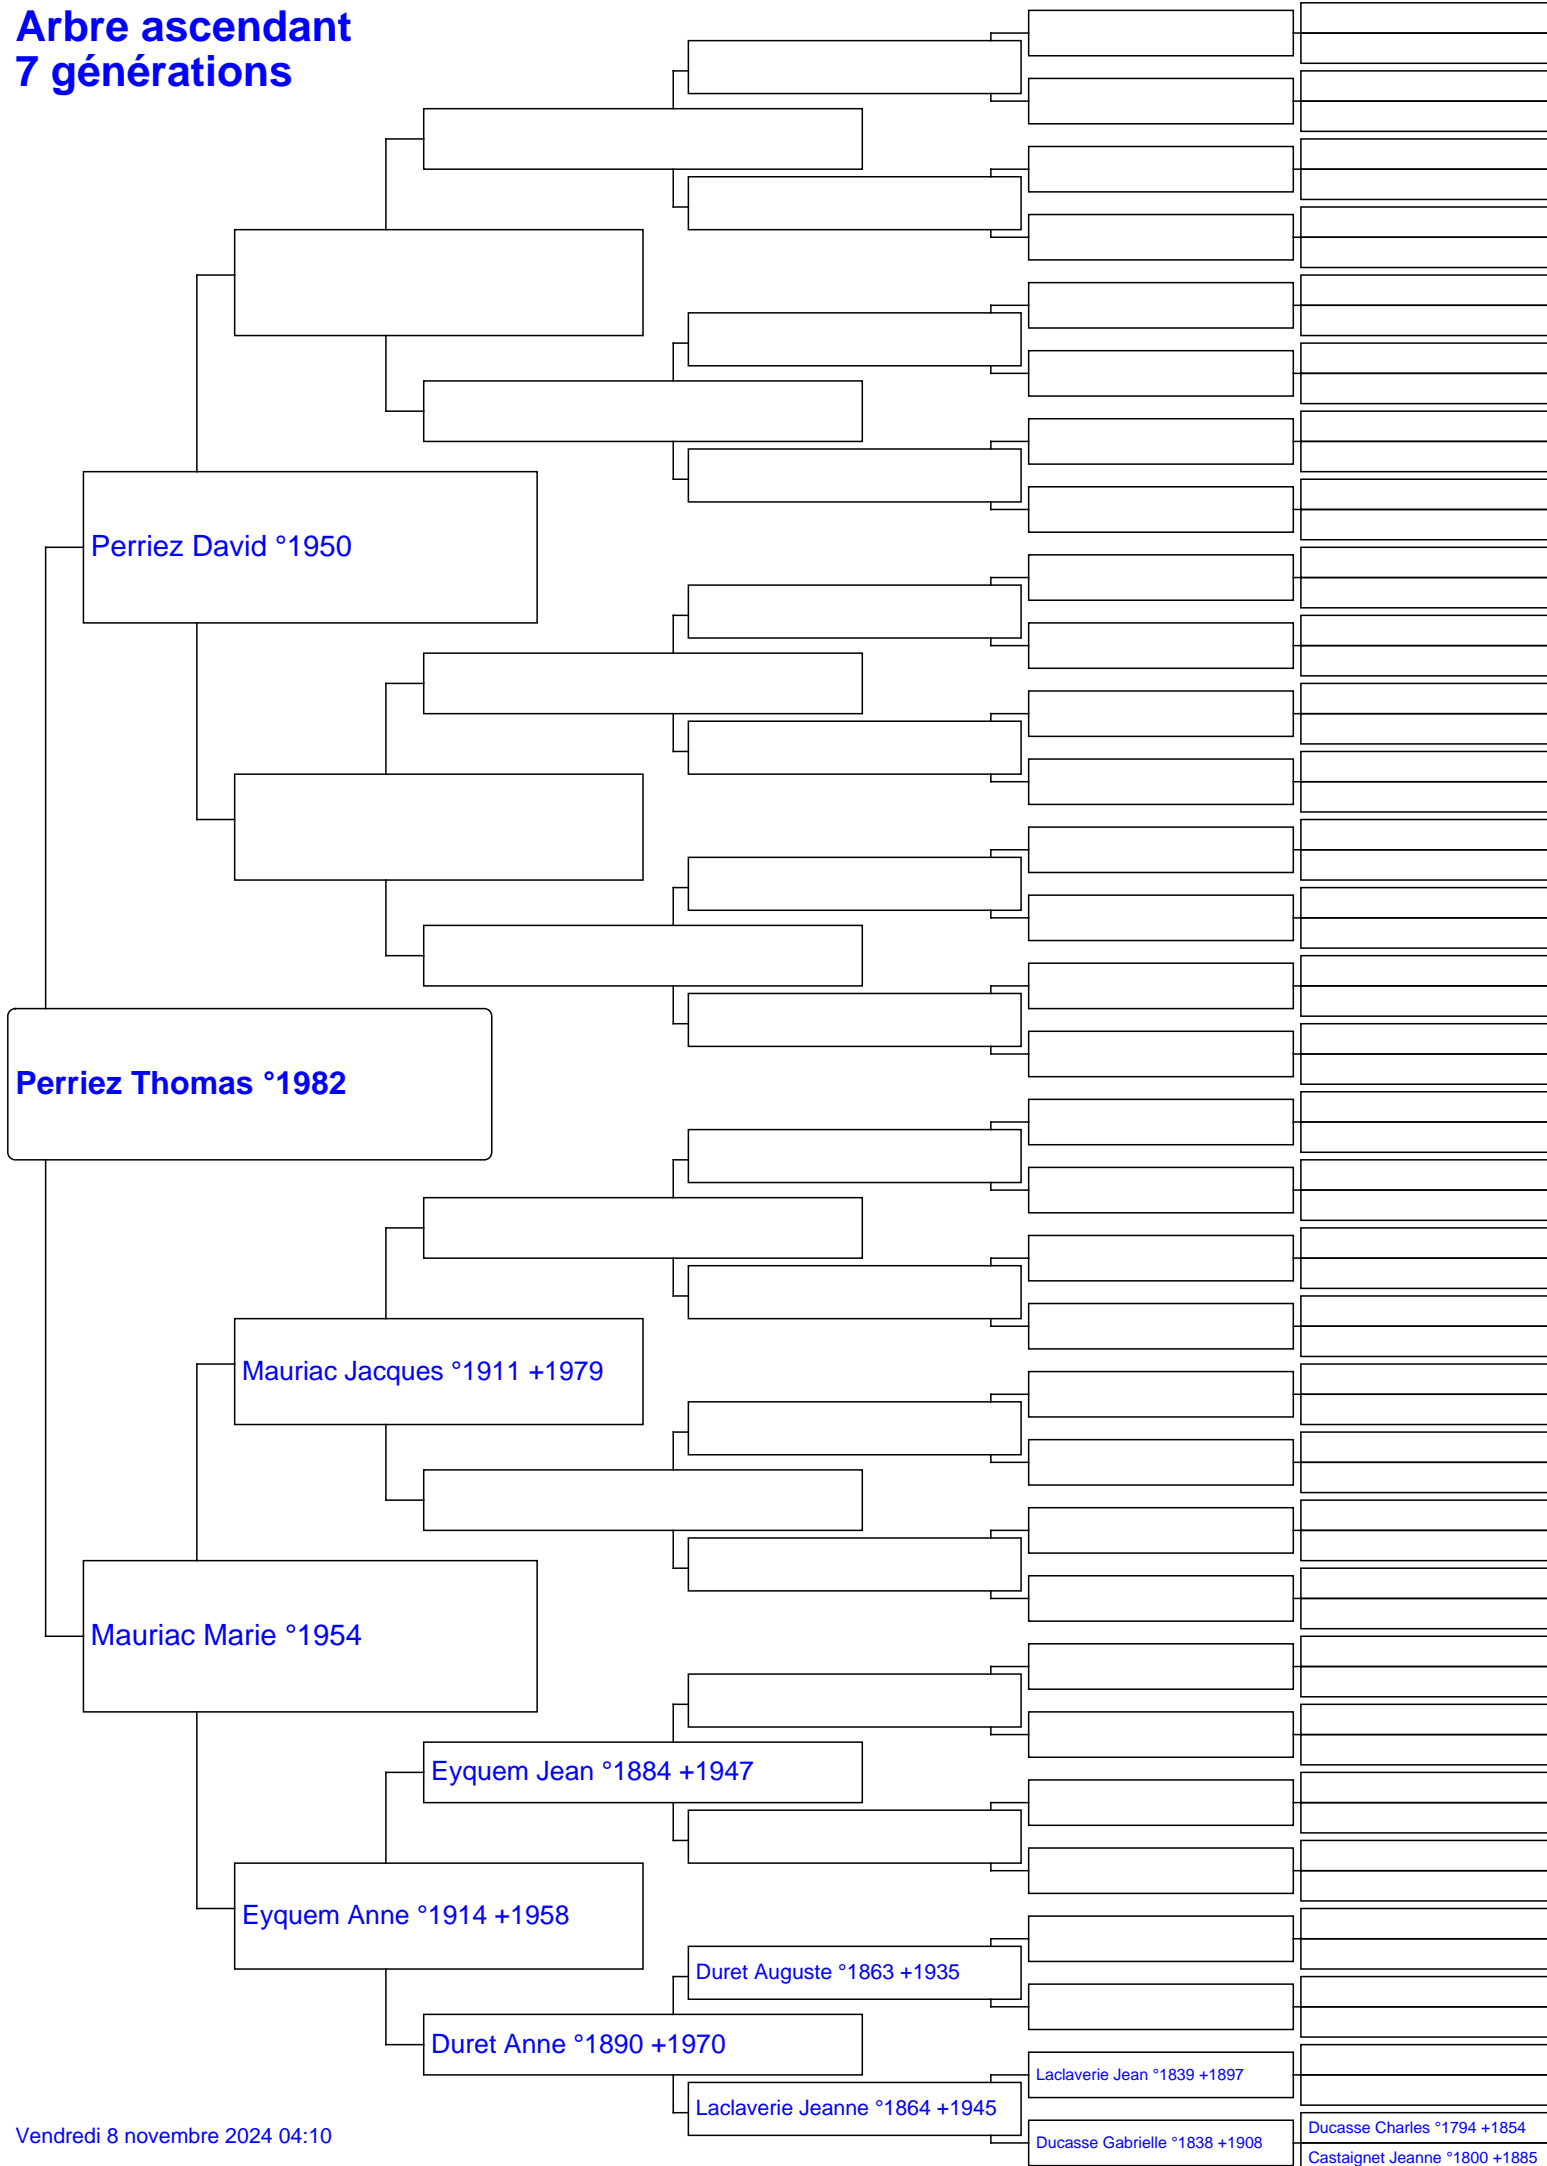 Arbre ascendant
7 générations
Perriez David °1950
Perriez Thomas °1982
Mauriac Jacques °1911 +1979
Mauriac Marie °1954
Eyquem Jean °1884 +1947
Eyquem Anne °1914 +1958
Duret Auguste °1863 +1935
Duret Anne °1890 +1970
Laclaverie Jean °1839 +1897
Laclaverie Jeanne °1864 +1945
Ducasse Charles °1794 +1854
Ducasse Gabrielle °1838 +1908
Castaignet Jeanne °1800 +1885
Vendredi 8 novembre 2024 04:10